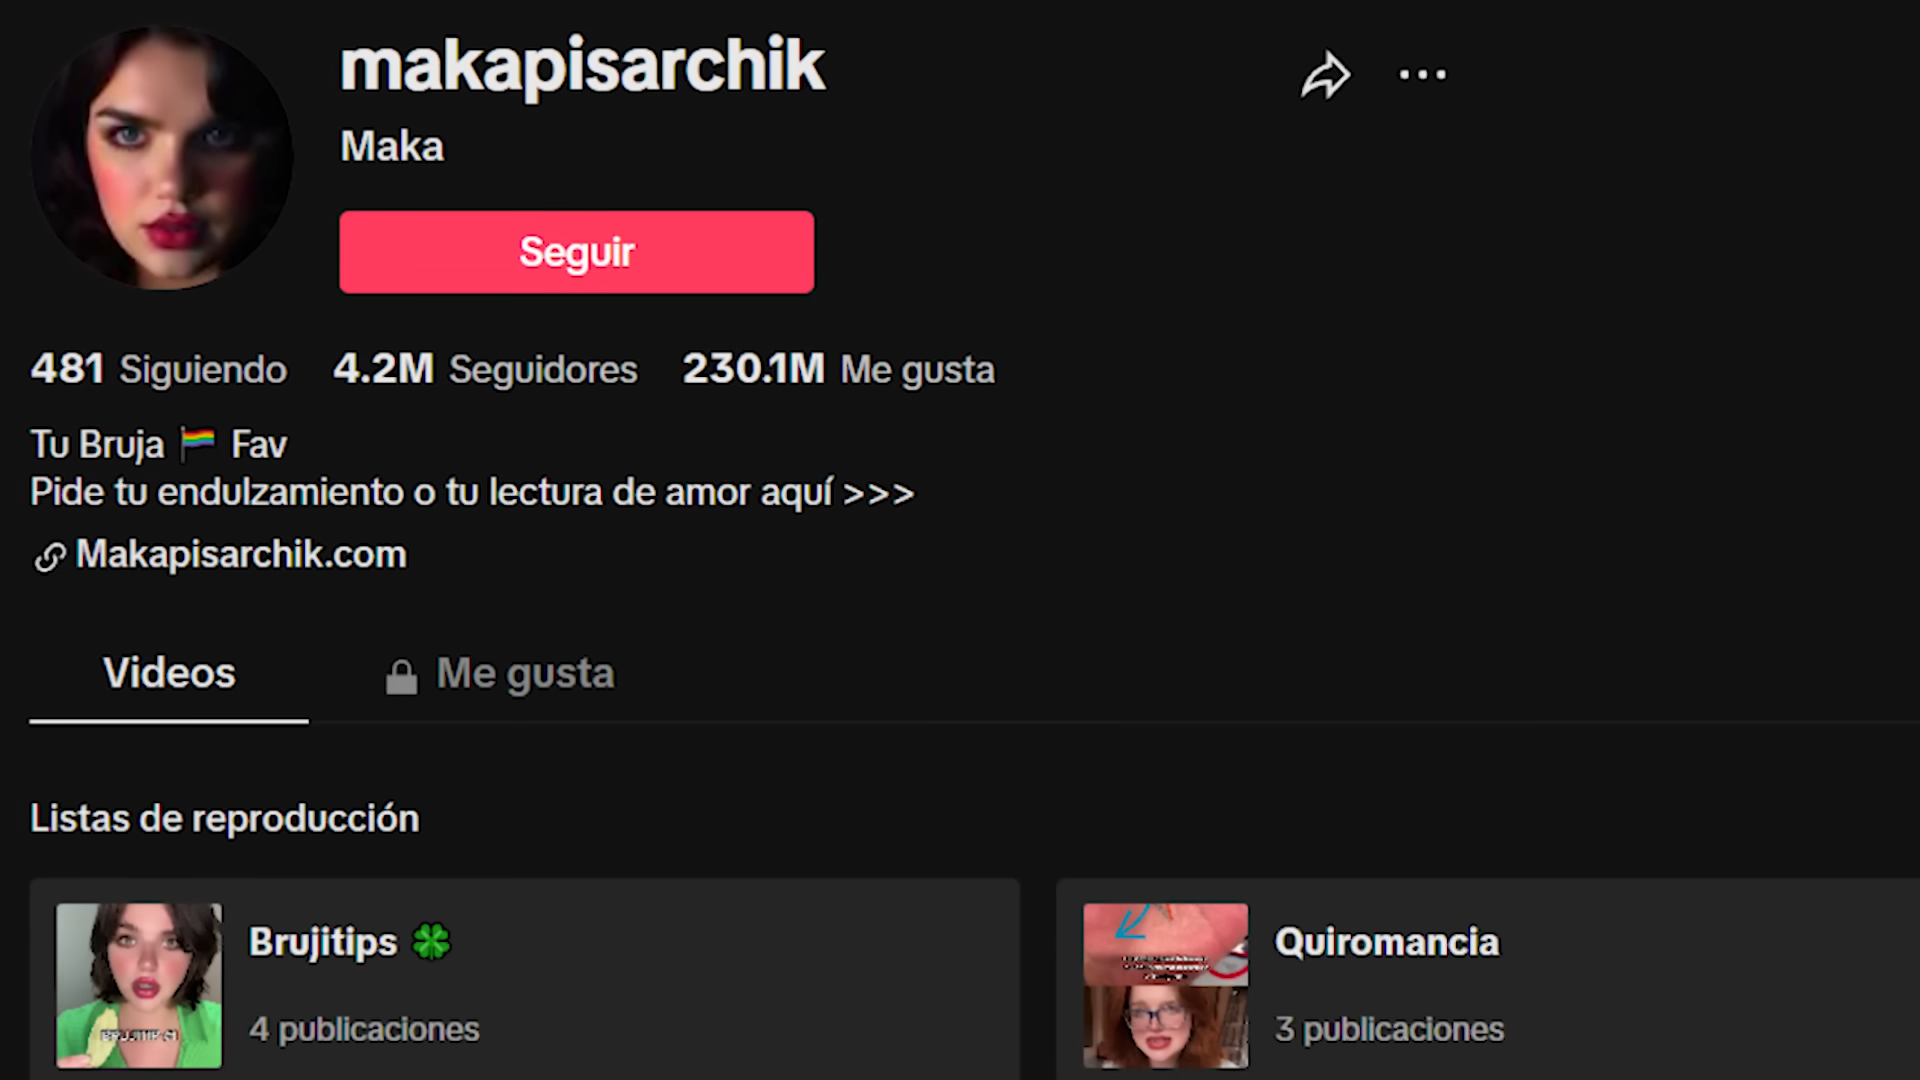 makapisarchik
Maka
Seguir
481 Siguiendo 4.2M Seguidores 230.1M Me gusta
Tu Bruja 🏳️‍🌈 Fav
Pide tu endulzamiento o tu lectura de amor aquí >>>
Makapisarchik.com
Videos Me gusta
Listas de reproducción
Brujitips 🍀
4 publicaciones
Quiromancia
3 publicaciones